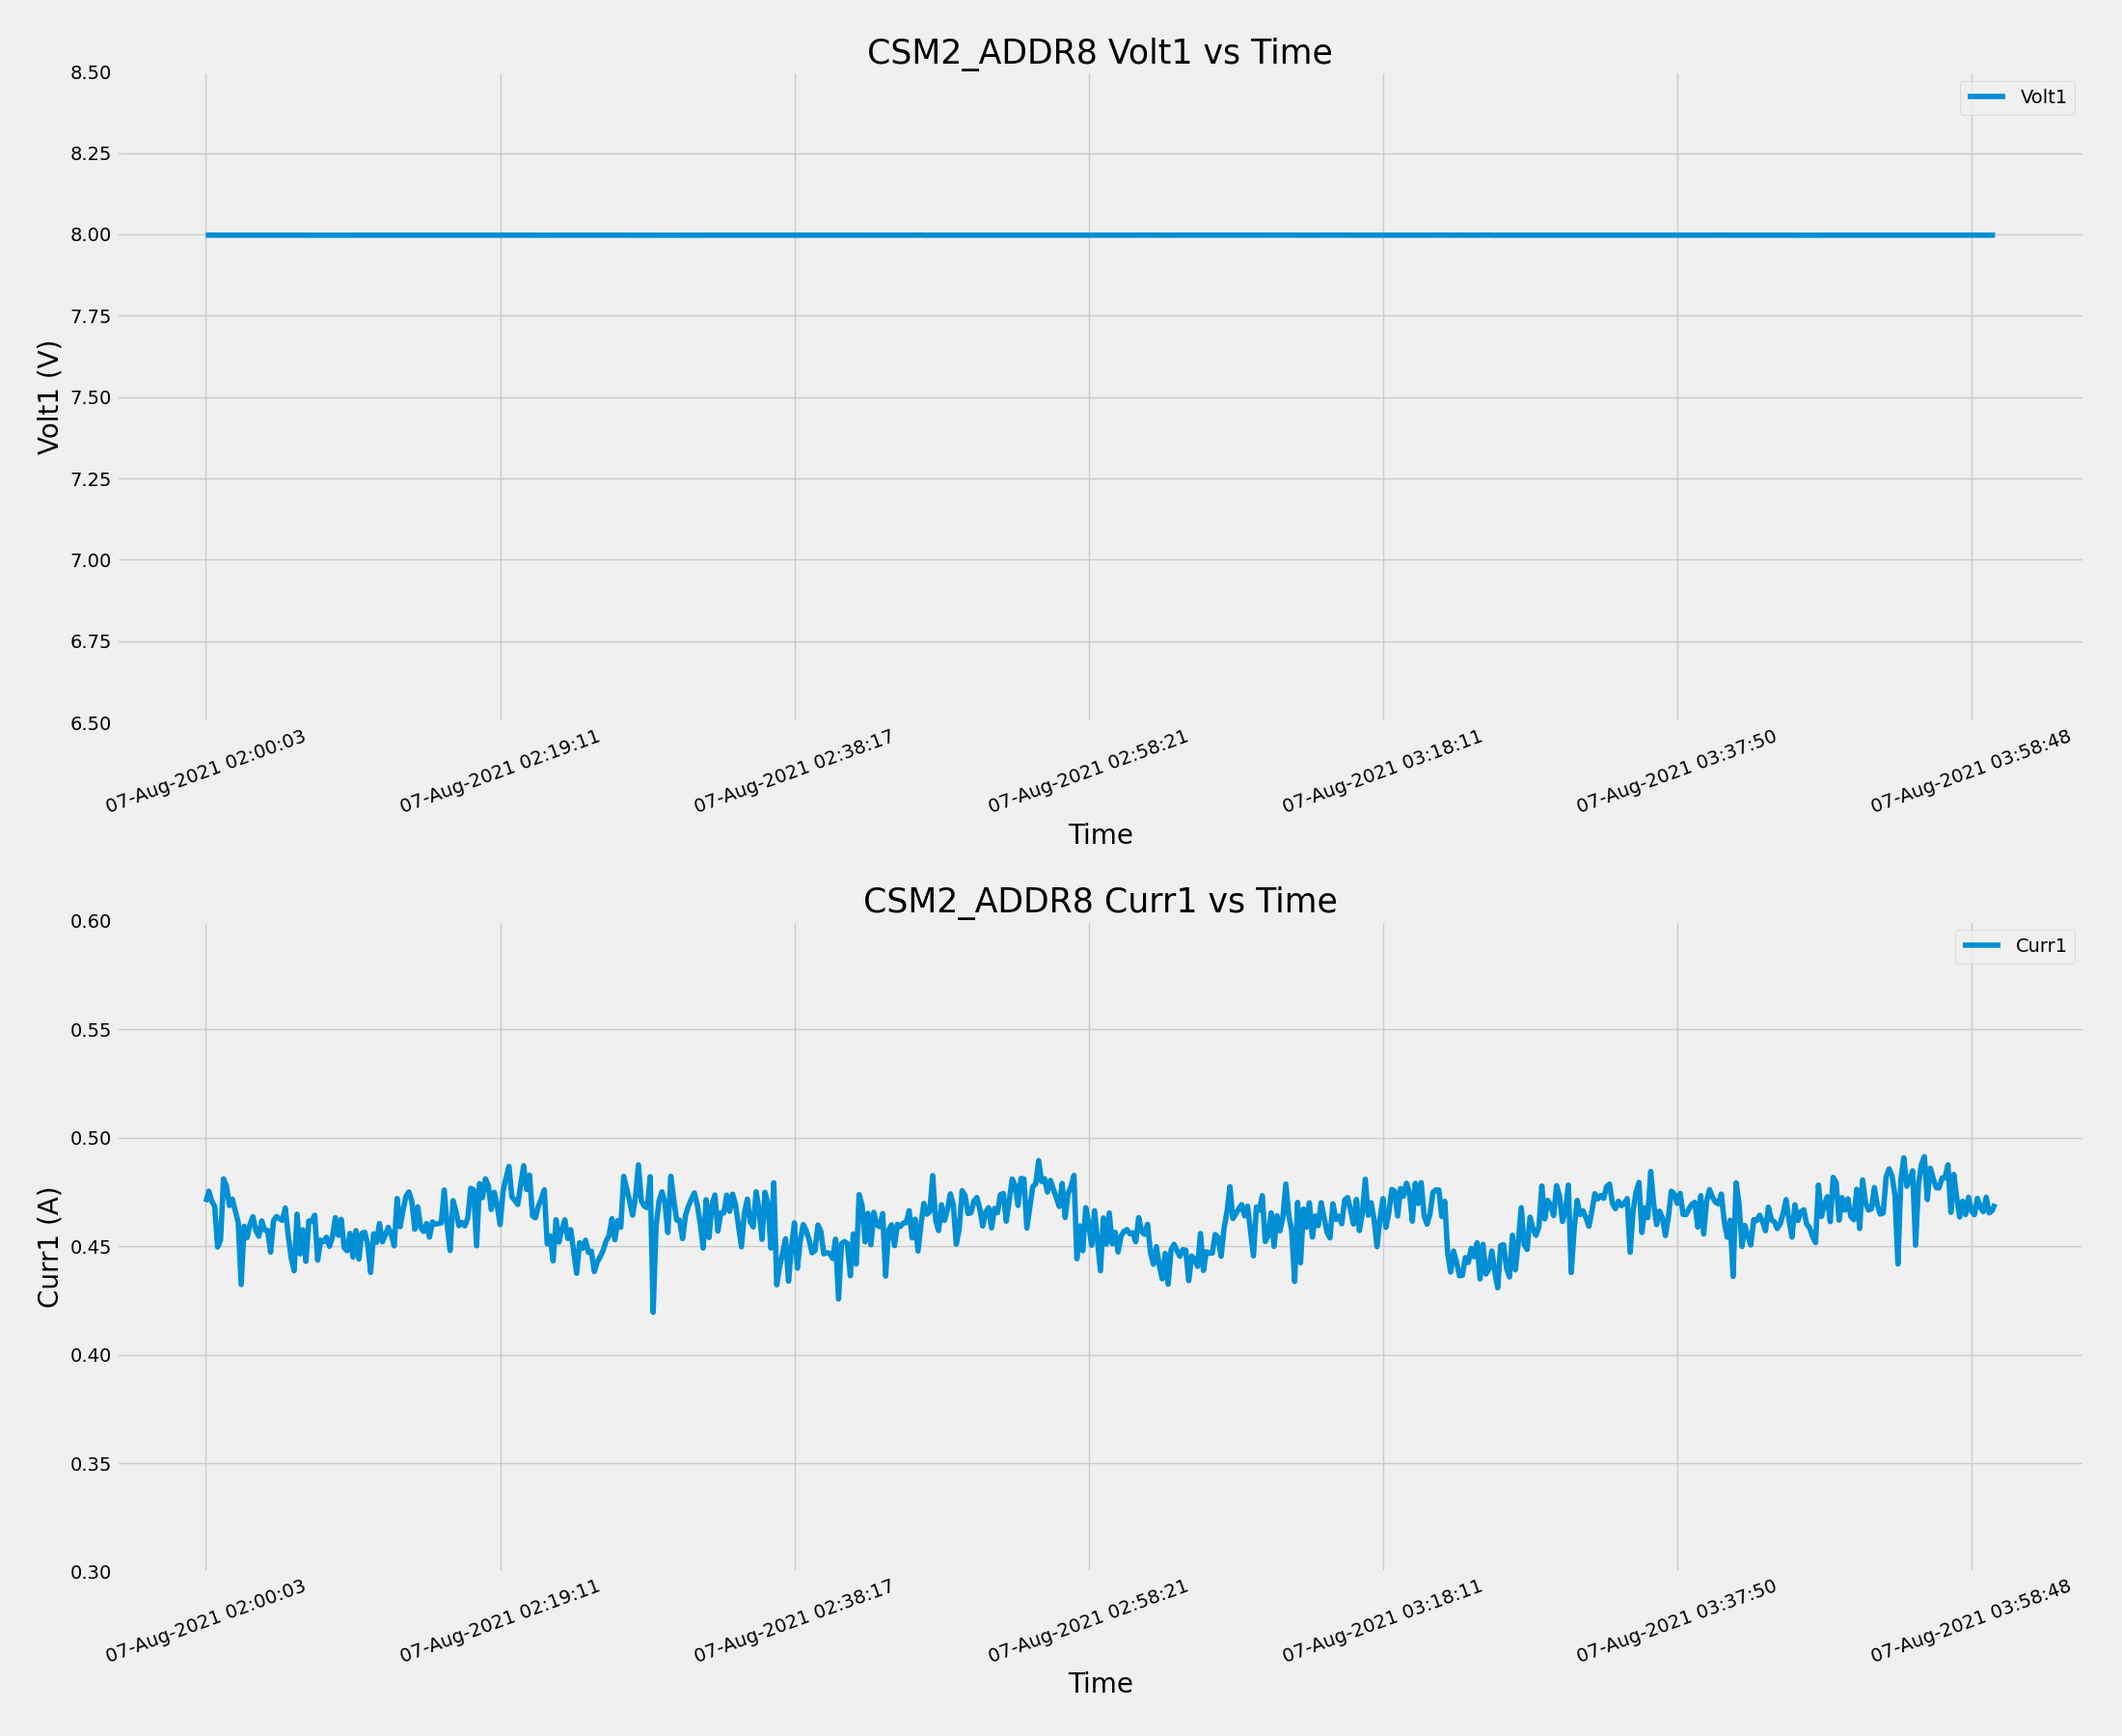 CSM2_ADDR8 Volt1 vs Time
8.50
8.25
8.00
7.75
7.50
7.25
7.00
6.75
6.50
Volt1 (V)
Volt1
07-Aug-2021 02:00:03
07-Aug-2021 02:19:11
07-Aug-2021 02:38:17
07-Aug-2021 02:58:21
07-Aug-2021 03:18:11
07-Aug-2021 03:37:50
07-Aug-2021 03:58:48
Time
CSM2_ADDR8 Curr1 vs Time
0.60
0.55
0.50
0.45
0.40
0.35
0.30
Curr1 (A)
Curr1
07-Aug-2021 02:00:03
07-Aug-2021 02:19:11
07-Aug-2021 02:38:17
07-Aug-2021 02:58:21
07-Aug-2021 03:18:11
07-Aug-2021 03:37:50
07-Aug-2021 03:58:48
Time